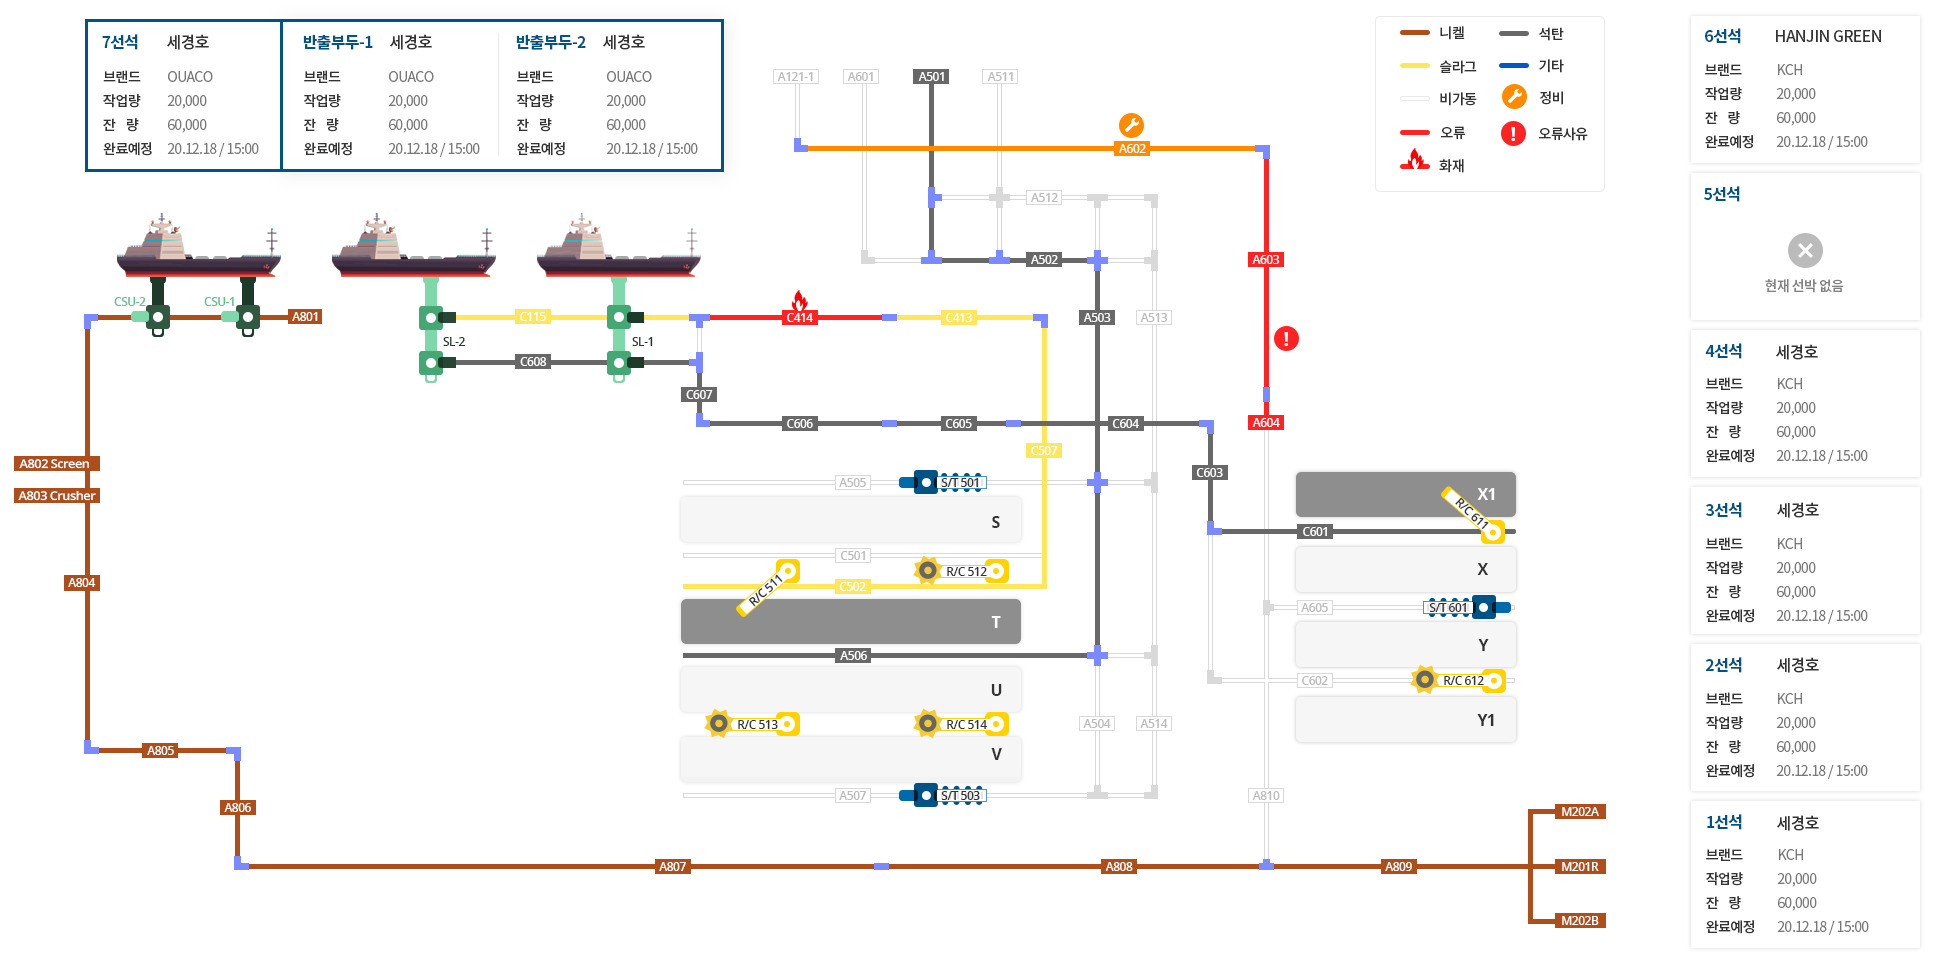 7선석 세경호
브랜드 OUACO
작업량 20,000
잔 량 60,000
완료예정 20.12.18 / 15:00
반출부두-1 세경호
브랜드 OUACO
작업량 20,000
잔 량 60,000
완료예정 20.12.18 / 15:00
반출부두-2 세경호
브랜드 OUACO
작업량 20,000
잔 량 60,000
완료예정 20.12.18 / 15:00
A121-1
A601
A501
A511
니켈
석탄
슬라그
기타
비가동
정비
오류
오류사유
화재
A602
A512
A502
A603
CSU-2
CSU-1
A801
C115
C414
C413
A503
A513
SL-2
SL-1
C608
C607
C606
C605
C604
A604
C507
A802 Screen
A803 Crusher
C603
A505
S/T 501
X1
R/C 611
S
C601
C501
R/C 511
R/C 512
C502
X
A804
A605
S/T 601
T
Y
A506
C602
R/C 612
U
R/C 513
R/C 514
A504
A514
Y1
V
A805
A507
S/T 503
A810
A806
M202A
A807
A808
A809
M201R
M202B
6선석 HANJIN GREEN
브랜드 KCH
작업량 20,000
잔 량 60,000
완료예정 20.12.18 / 15:00
5선석
현재 선박 없음
4선석 세경호
브랜드 KCH
작업량 20,000
잔 량 60,000
완료예정 20.12.18 / 15:00
3선석 세경호
브랜드 KCH
작업량 20,000
잔 량 60,000
완료예정 20.12.18 / 15:00
2선석 세경호
브랜드 KCH
작업량 20,000
잔 량 60,000
완료예정 20.12.18 / 15:00
1선석 세경호
브랜드 KCH
작업량 20,000
잔 량 60,000
완료예정 20.12.18 / 15:00